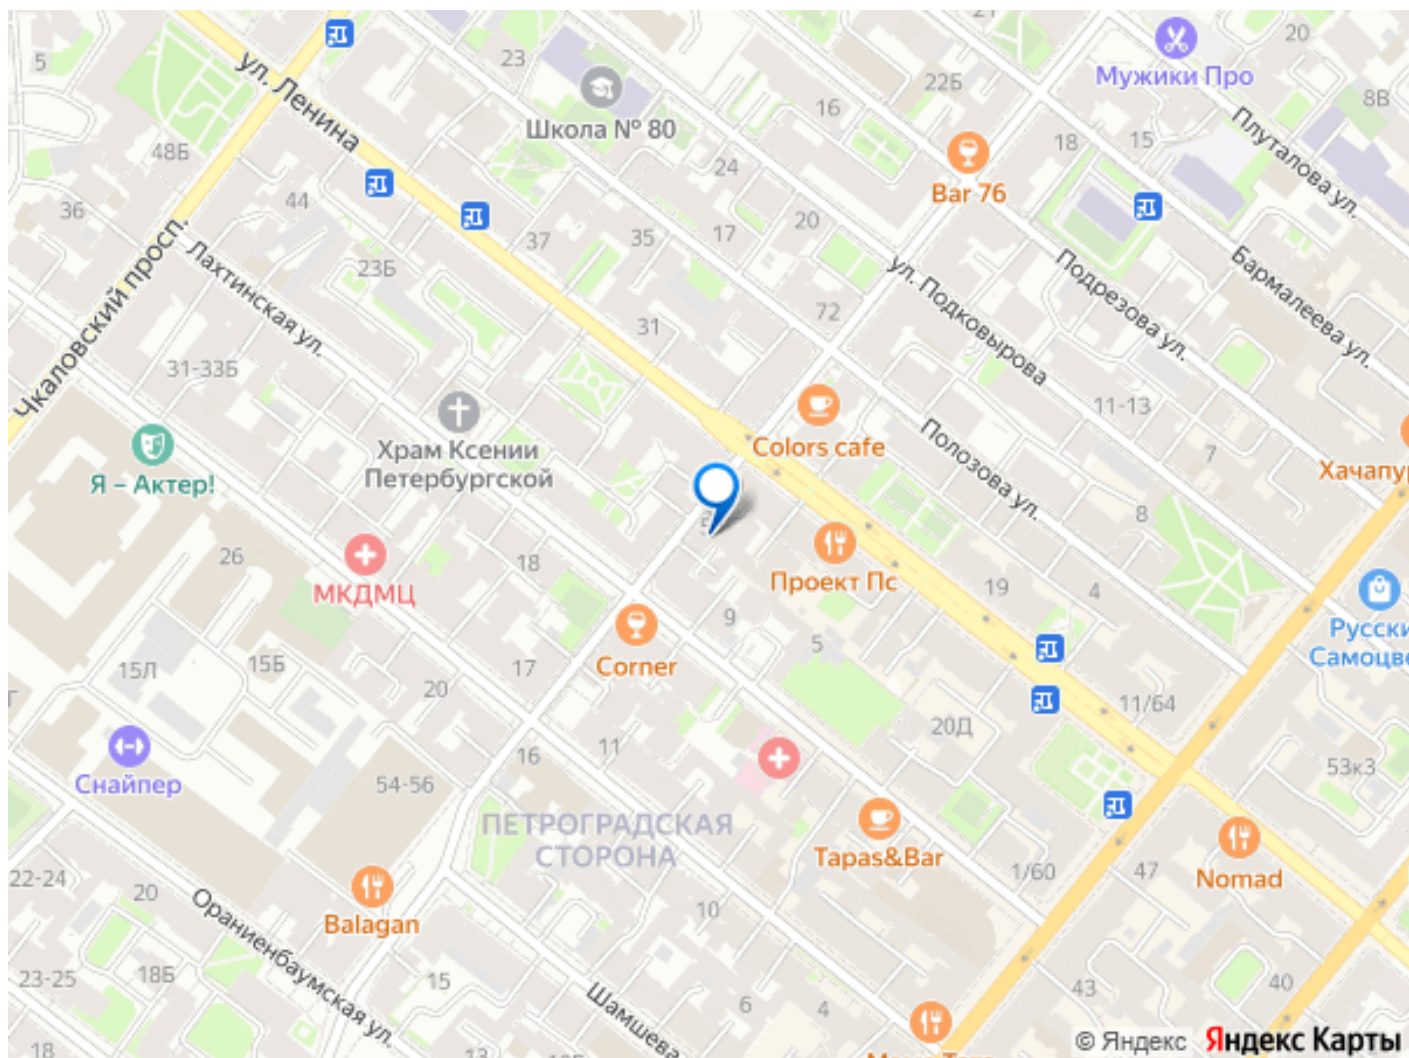 5
ул. Ленина
23
Школа № 80
22Б
Мужики Про
20
8В
16
18
15
Плуталова ул.
48Б
24
Bar 76
36
44
Чкаловский просп.
Лахтинская ул.
23Б
37
35
17
20
ул. Подковырова
Подрезова ул.
Бармалеева ул.
31
72
31-33Б
11-13
Храм Ксении
Петербургской
Colors cafe
Полозова ул.
7
Я – Актер!
8
26
МКДМЦ
18
Проект Пс
19
4
9
5
Corner
15Л
15Б
17
20
11/64
20Д
Снайпер
16
11
54-56
53к3
ПЕТРОГРАДСКАЯ
СТОРОНА
Tapas&Bar
1/60
47
Nomad
22-24
20
Ораниенбаумская ул.
Balagan
10
23-25
18Б
15
Шамшева
6
4
43
40
18
12
© Яндекс Яндекс Карты